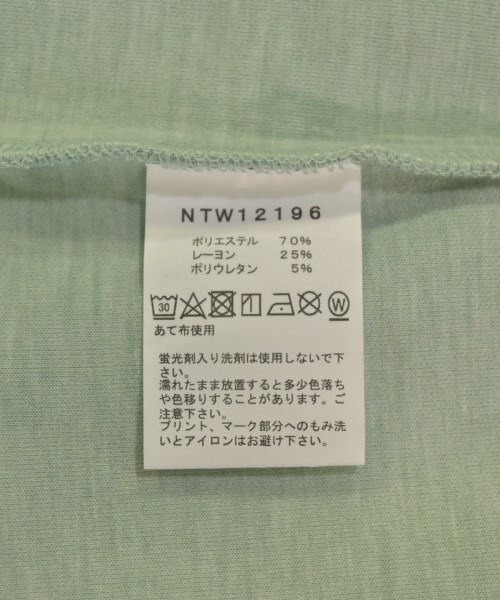 NTW12196
ポリエステル 70%
レーヨン 25%
ポリウレタン 5%
30 W
あて布使用
蛍光剤入り洗剤は使用しないで下
さい。
濡れたまま放置すると多少色落ち
や色移りすることがあります。ご
注意下さい。
プリント、マーク部分へのもみ洗
いとアイロンはお避け下さい。